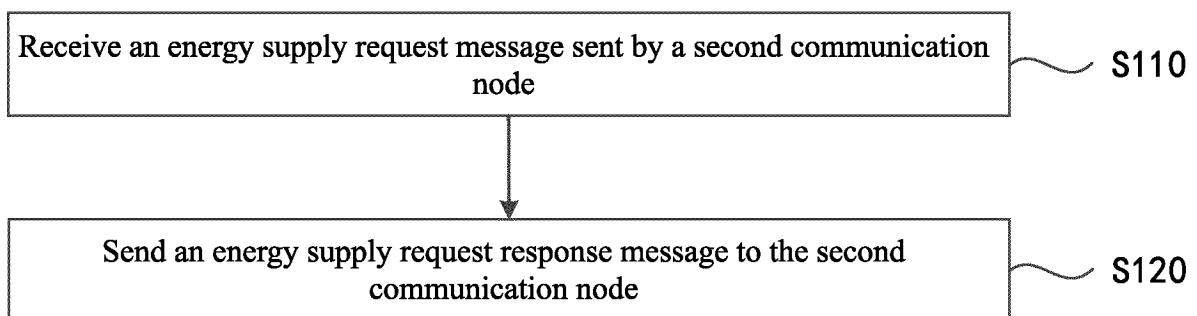 Receive an energy supply request message sent by a second communication
node
S110
Send an energy supply request response message to the second
communication node
S120